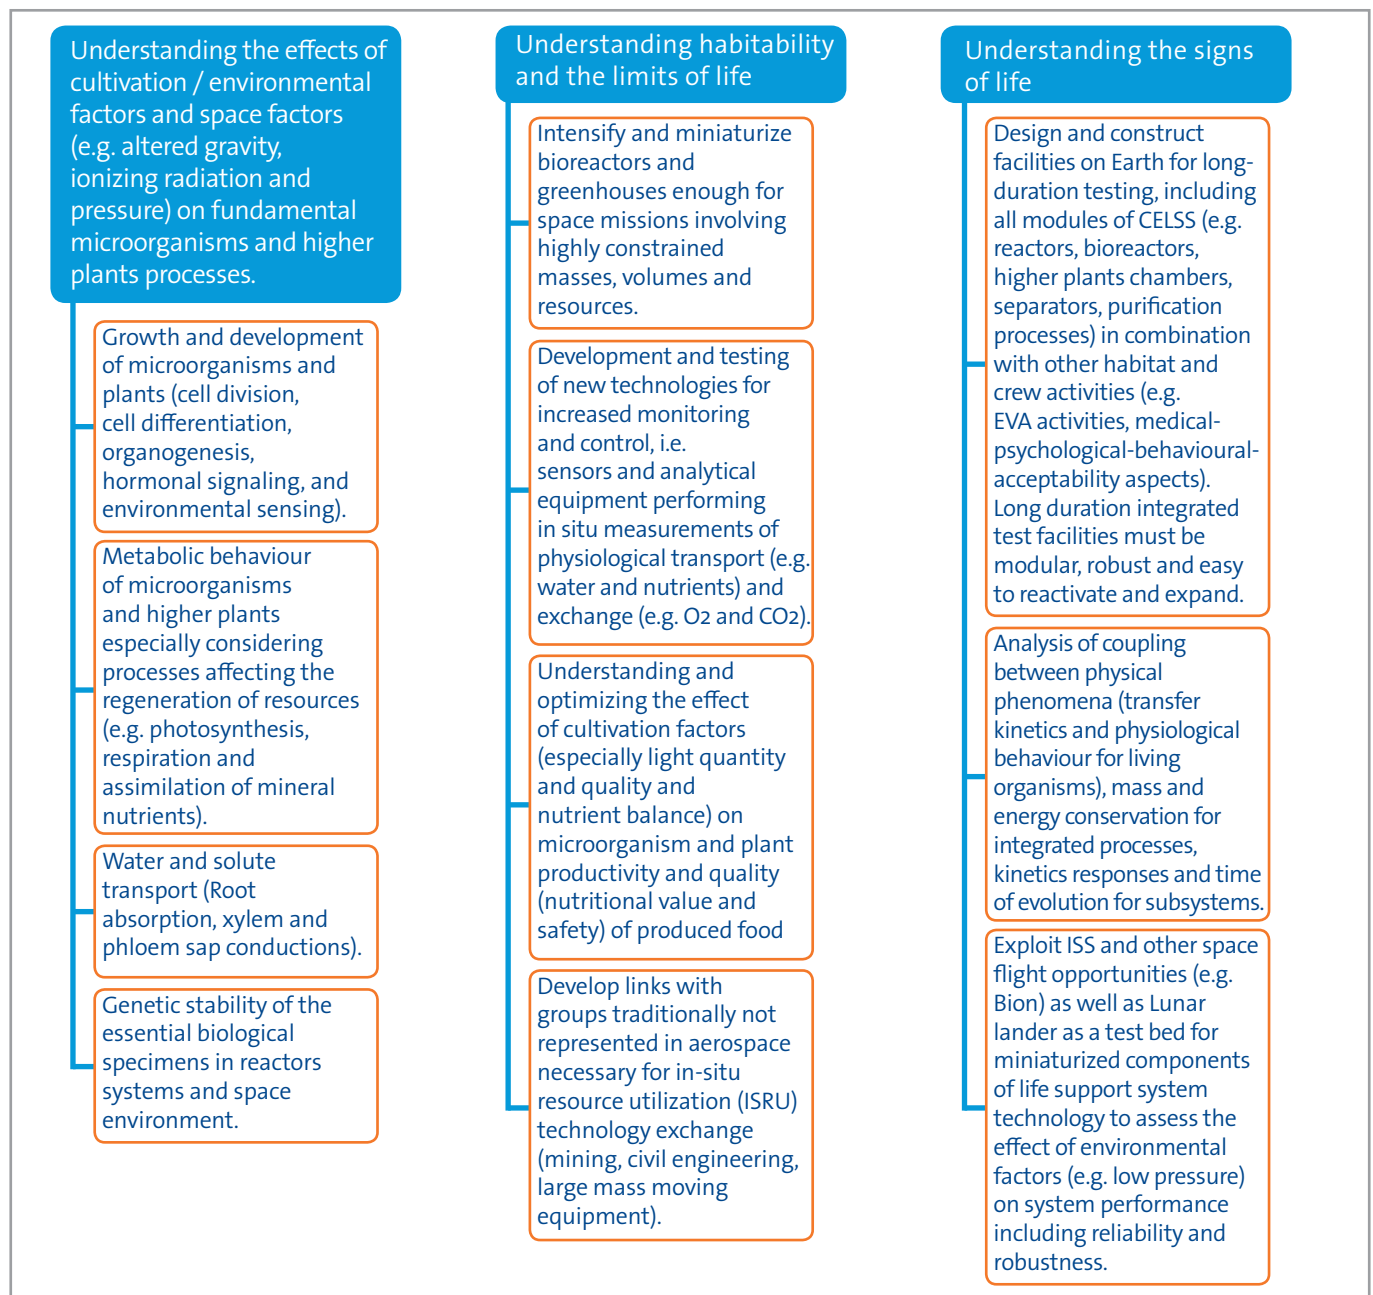 Understanding the effects of
cultivation / environmental
factors and space factors
(e.g. altered gravity,
ionizing radiation and
pressure) on fundamental
microorganisms and higher
plants processes.
Growth and development
of microorganisms and
plants (cell division,
cell differentiation,
organogenesis,
hormonal signaling, and
environmental sensing).
Metabolic behaviour
of microorganisms
and higher plants
especially considering
processes affecting the
regeneration of resources
(e.g. photosynthesis,
respiration and
assimilation of mineral
nutrients).
Water and solute
transport (Root
absorption, xylem and
phloem sap conductions).
Genetic stability of the
essential biological
specimens in reactors
systems and space
environment.
Understanding habitability
and the limits of life
Intensify and miniaturize
bioreactors and
greenhouses enough for
space missions involving
highly constrained
masses, volumes and
resources.
Development and testing
of new technologies for
increased monitoring
and control, i.e.
sensors and analytical
equipment performing
in situ measurements of
physiological transport (e.g.
water and nutrients) and
exchange (e.g. O2 and CO2).
Understanding and
optimizing the effect
of cultivation factors
(especially light quantity
and quality and
nutrient balance) on
microorganism and plant
productivity and quality
(nutritional value and
safety) of produced food
Develop links with
groups traditionally not
represented in aerospace
necessary for in-situ
resource utilization (ISRU)
technology exchange
(mining, civil engineering,
large mass moving
equipment).
Understanding the signs
of life
Design and construct
facilities on Earth for long-
duration testing, including
all modules of CELSS (e.g.
reactors, bioreactors,
higher plants chambers,
separators, purification
processes) in combination
with other habitat and
crew activities (e.g.
EVA activities, medical-
psychological-behavioural-
acceptability aspects).
Long duration integrated
test facilities must be
modular, robust and easy
to reactivate and expand.
Analysis of coupling
between physical
phenomena (transfer
kinetics and physiological
behaviour for living
organisms), mass and
energy conservation for
integrated processes,
kinetics responses and time
of evolution for subsystems.
Exploit ISS and other space
flight opportunities (e.g.
Bion) as well as Lunar
lander as a test bed for
miniaturized components
of life support system
technology to assess the
effect of environmental
factors (e.g. low pressure)
on system performance
including reliability and
robustness.